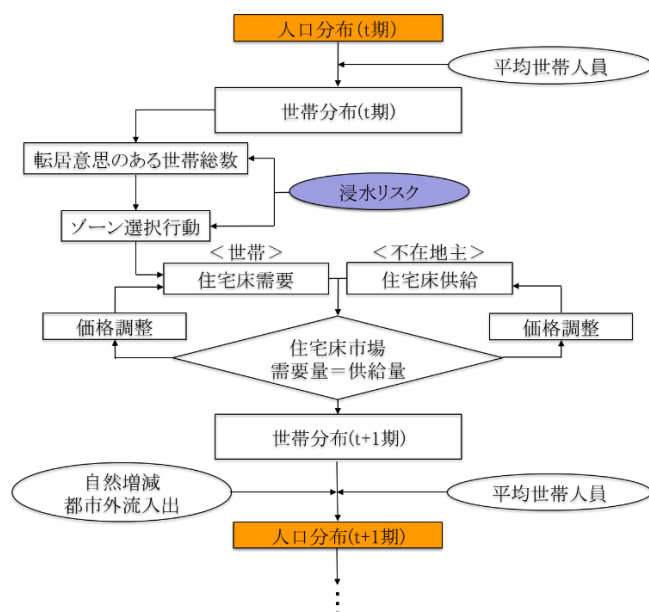 人口分布(t期)
平均世帯人員
世帯分布(t期)
転居意思のある世帯総数
浸水リスク
ゾーン選択行動
＜世帯＞
＜不在地主＞
住宅床需要
住宅床供給
価格調整
価格調整
住宅床市場
需要量＝供給量
世帯分布(t+1期)
自然増減
都市外流入出
平均世帯人員
人口分布(t+1期)